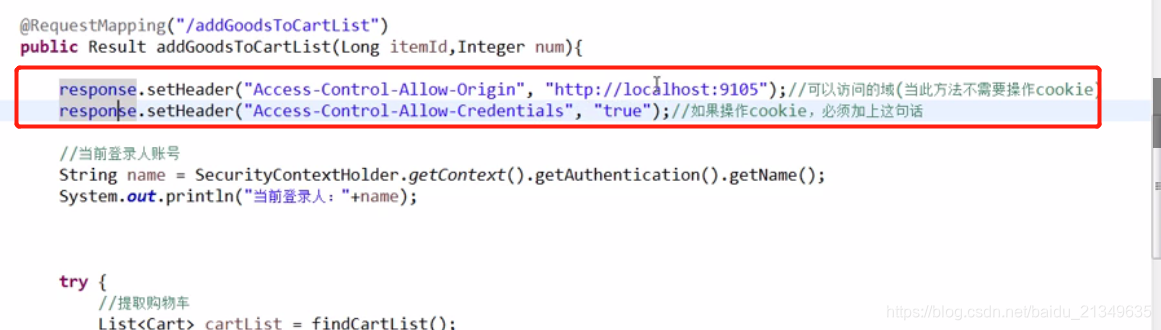 @RequestMapping("/addGoodsToCartList")
public Result addGoodsToCartList(Long itemId,Integer num){
response.setHeader("Access-Control-Allow-Origin", "http://localhost:9105");//可以访问的域(当此方法不需要操作cookie)
response.setHeader("Access-Control-Allow-Credentials", "true");//如果操作cookie，必须加上这句话
//当前登录人账号
String name = SecurityContextHolder.getContext().getAuthentication().getName();
System.out.println("当前登录人："+name);
try {
//提取购物车
List<Cart> cartList = findCartList();
https://blog.csdn.net/baidu_21349635